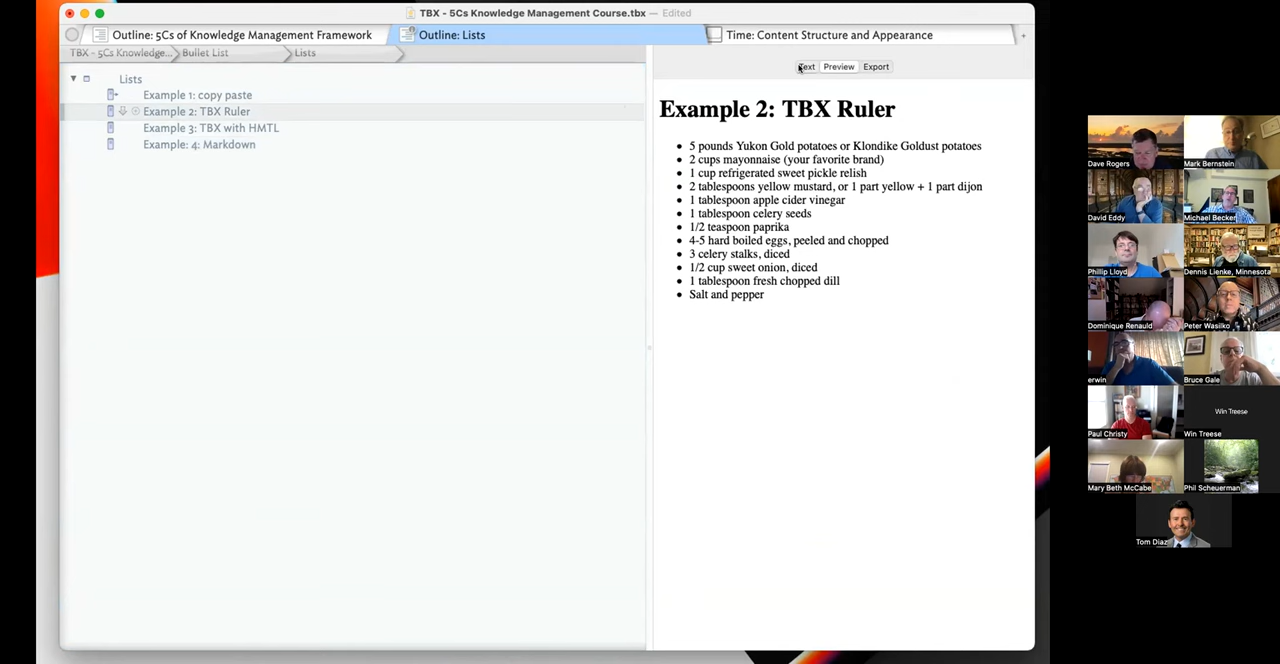 TBX - 5Cs Knowledge Management Course.tbx — Edited
Outline: 5Cs of Knowledge Management Framework
Outline: Lists
Time: Content Structure and Appearance
+
TBX - 5Cs Knowledge... Bullet List Lists
Text Preview Export
Lists
Example 1: copy paste
Example 2: TBX Ruler
Example 3: TBX with HMTL
Example: 4: Markdown
Example 2: TBX Ruler
• 5 pounds Yukon Gold potatoes or Klondike Goldust potatoes
• 2 cups mayonnaise (your favorite brand)
• 1 cup refrigerated sweet pickle relish
• 2 tablespoons yellow mustard, or 1 part yellow + 1 part dijon
• 1 tablespoon apple cider vinegar
• 1 tablespoon celery seeds
• 1/2 teaspoon paprika
• 4-5 hard boiled eggs, peeled and chopped
• 3 celery stalks, diced
• 1/2 cup sweet onion, diced
• 1 tablespoon fresh chopped dill
• Salt and pepper
Dave Rogers
Mark Bernstein
David Eddy
Michael Becker
Phillip Lloyd
Dennis Lienke, Minnesota
Dominique Renauld
Peter Wasilko
erwin
Bruce Gale
Win Treese
Paul Christy
Win Treese
Mary Beth McCabe
Phil Scheuerman
Tom Diaz